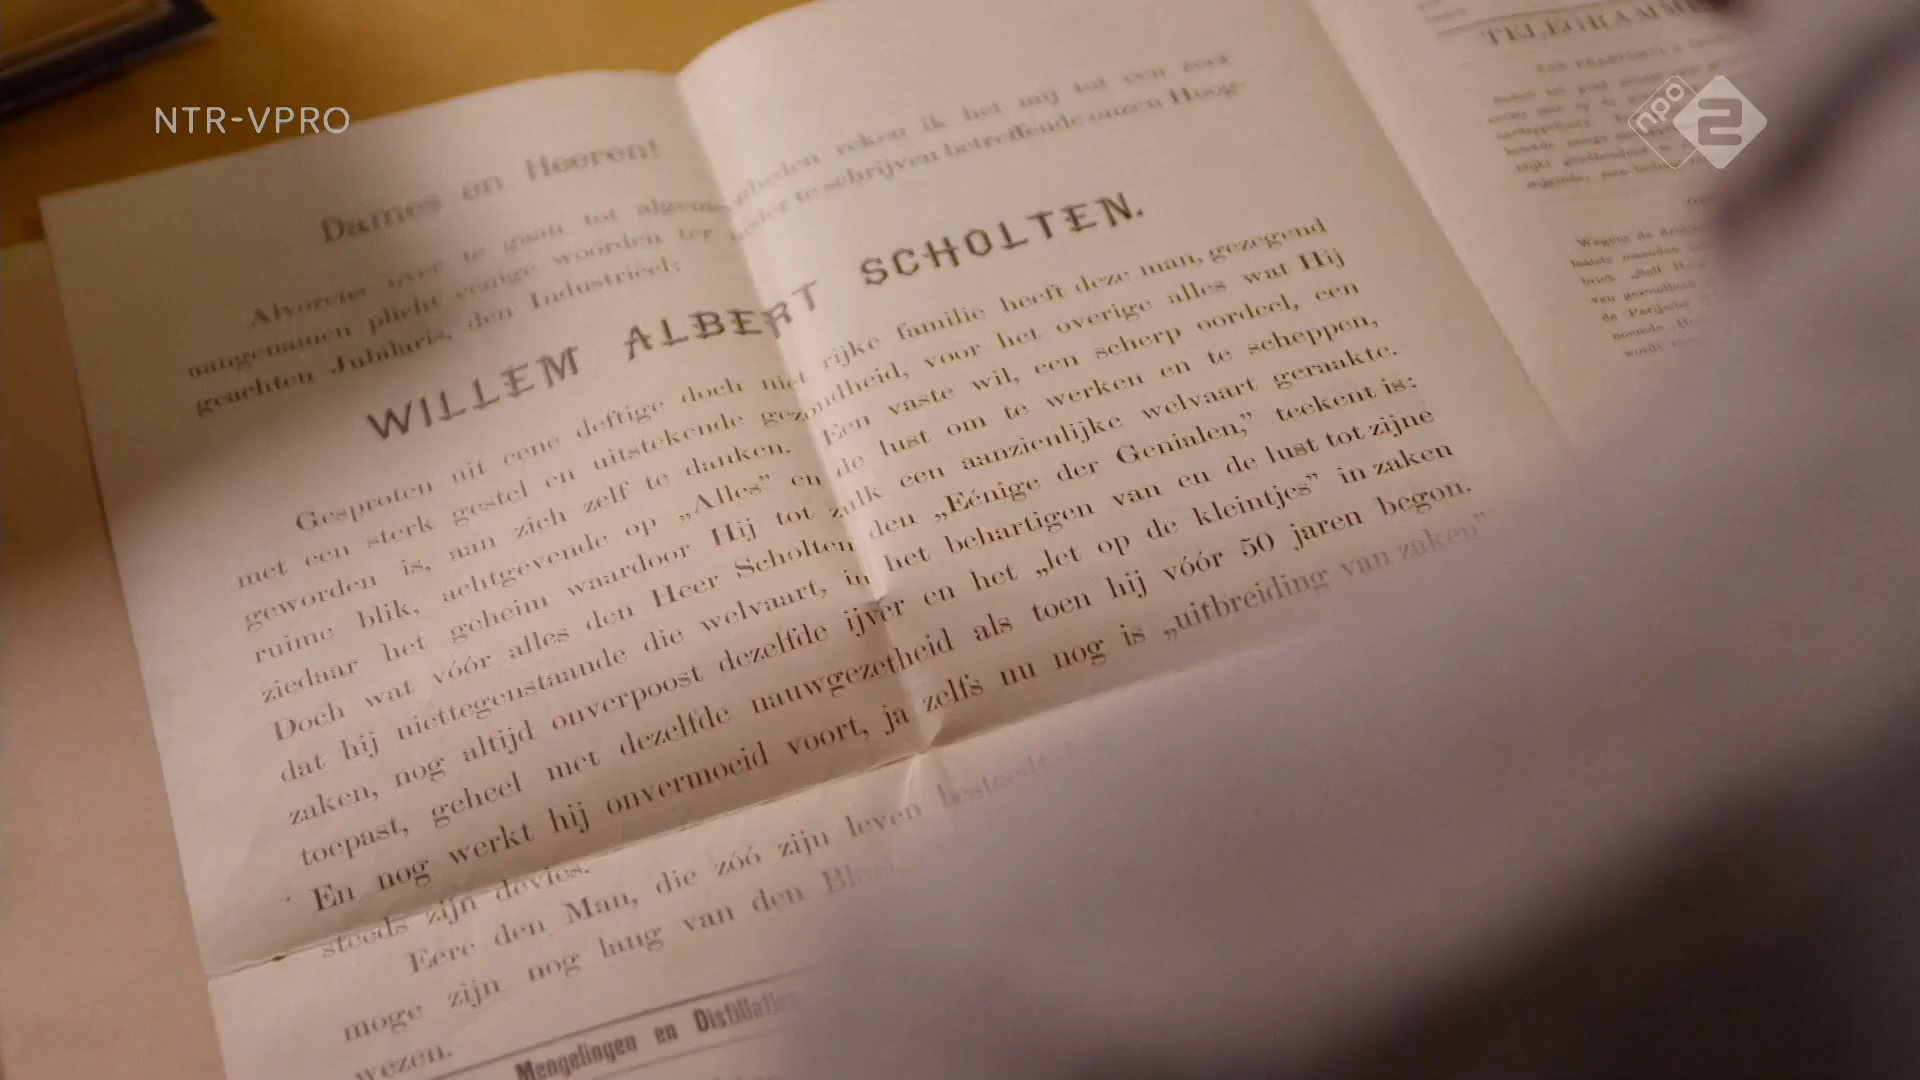 NTR-VPRO
npo 2
Dames en Heeren!
Alvorens over te gaan tot algemeenheden reken ik het mij tot een zeer
aangenamen plicht eenige woorden ter te schrijven betreffende onzen Hoog-
geachten Jubilaris, den Industrieel:
WILLEM ALBERT SCHOLTEN.
Gesproten uit eene deftige doch niet rijke familie heeft deze man, gezegend
met een sterk gestel en uitstekende gezondheid, voor het overige alles wat Hij
geworden is, aan zich zelf te danken. Een vaste wil, een scherp oordeel, een
ruime blik, achtgevende op „Alles” en de lust om te werken en te scheppen,
ziedaar het geheim waardoor Hij tot zulk een aanzienlijke welvaart geraakte.
Doch wat vóór alles den Heer Scholten den „Eénige der Genialen,” teekent is:
dat hij niettegenstaande die welvaart, in het behartigen van en de lust tot zijne
zaken, nog altijd onverpoost dezelfde ijver en het „let op de kleintjes” in zaken
toepast, geheel met dezelfde nauwgezetheid als toen hij vóór 50 jaren begon.
En nog werkt hij onvermoeid voort, ja zelfs nu nog is „uitbreiding van zaken”
steeds zijn devies.
Eere den Man, die zóó zijn leven besteedt
moge zijn nog lang van den
wezen.
Mengelingen en Distillatie
TELEGRAMME